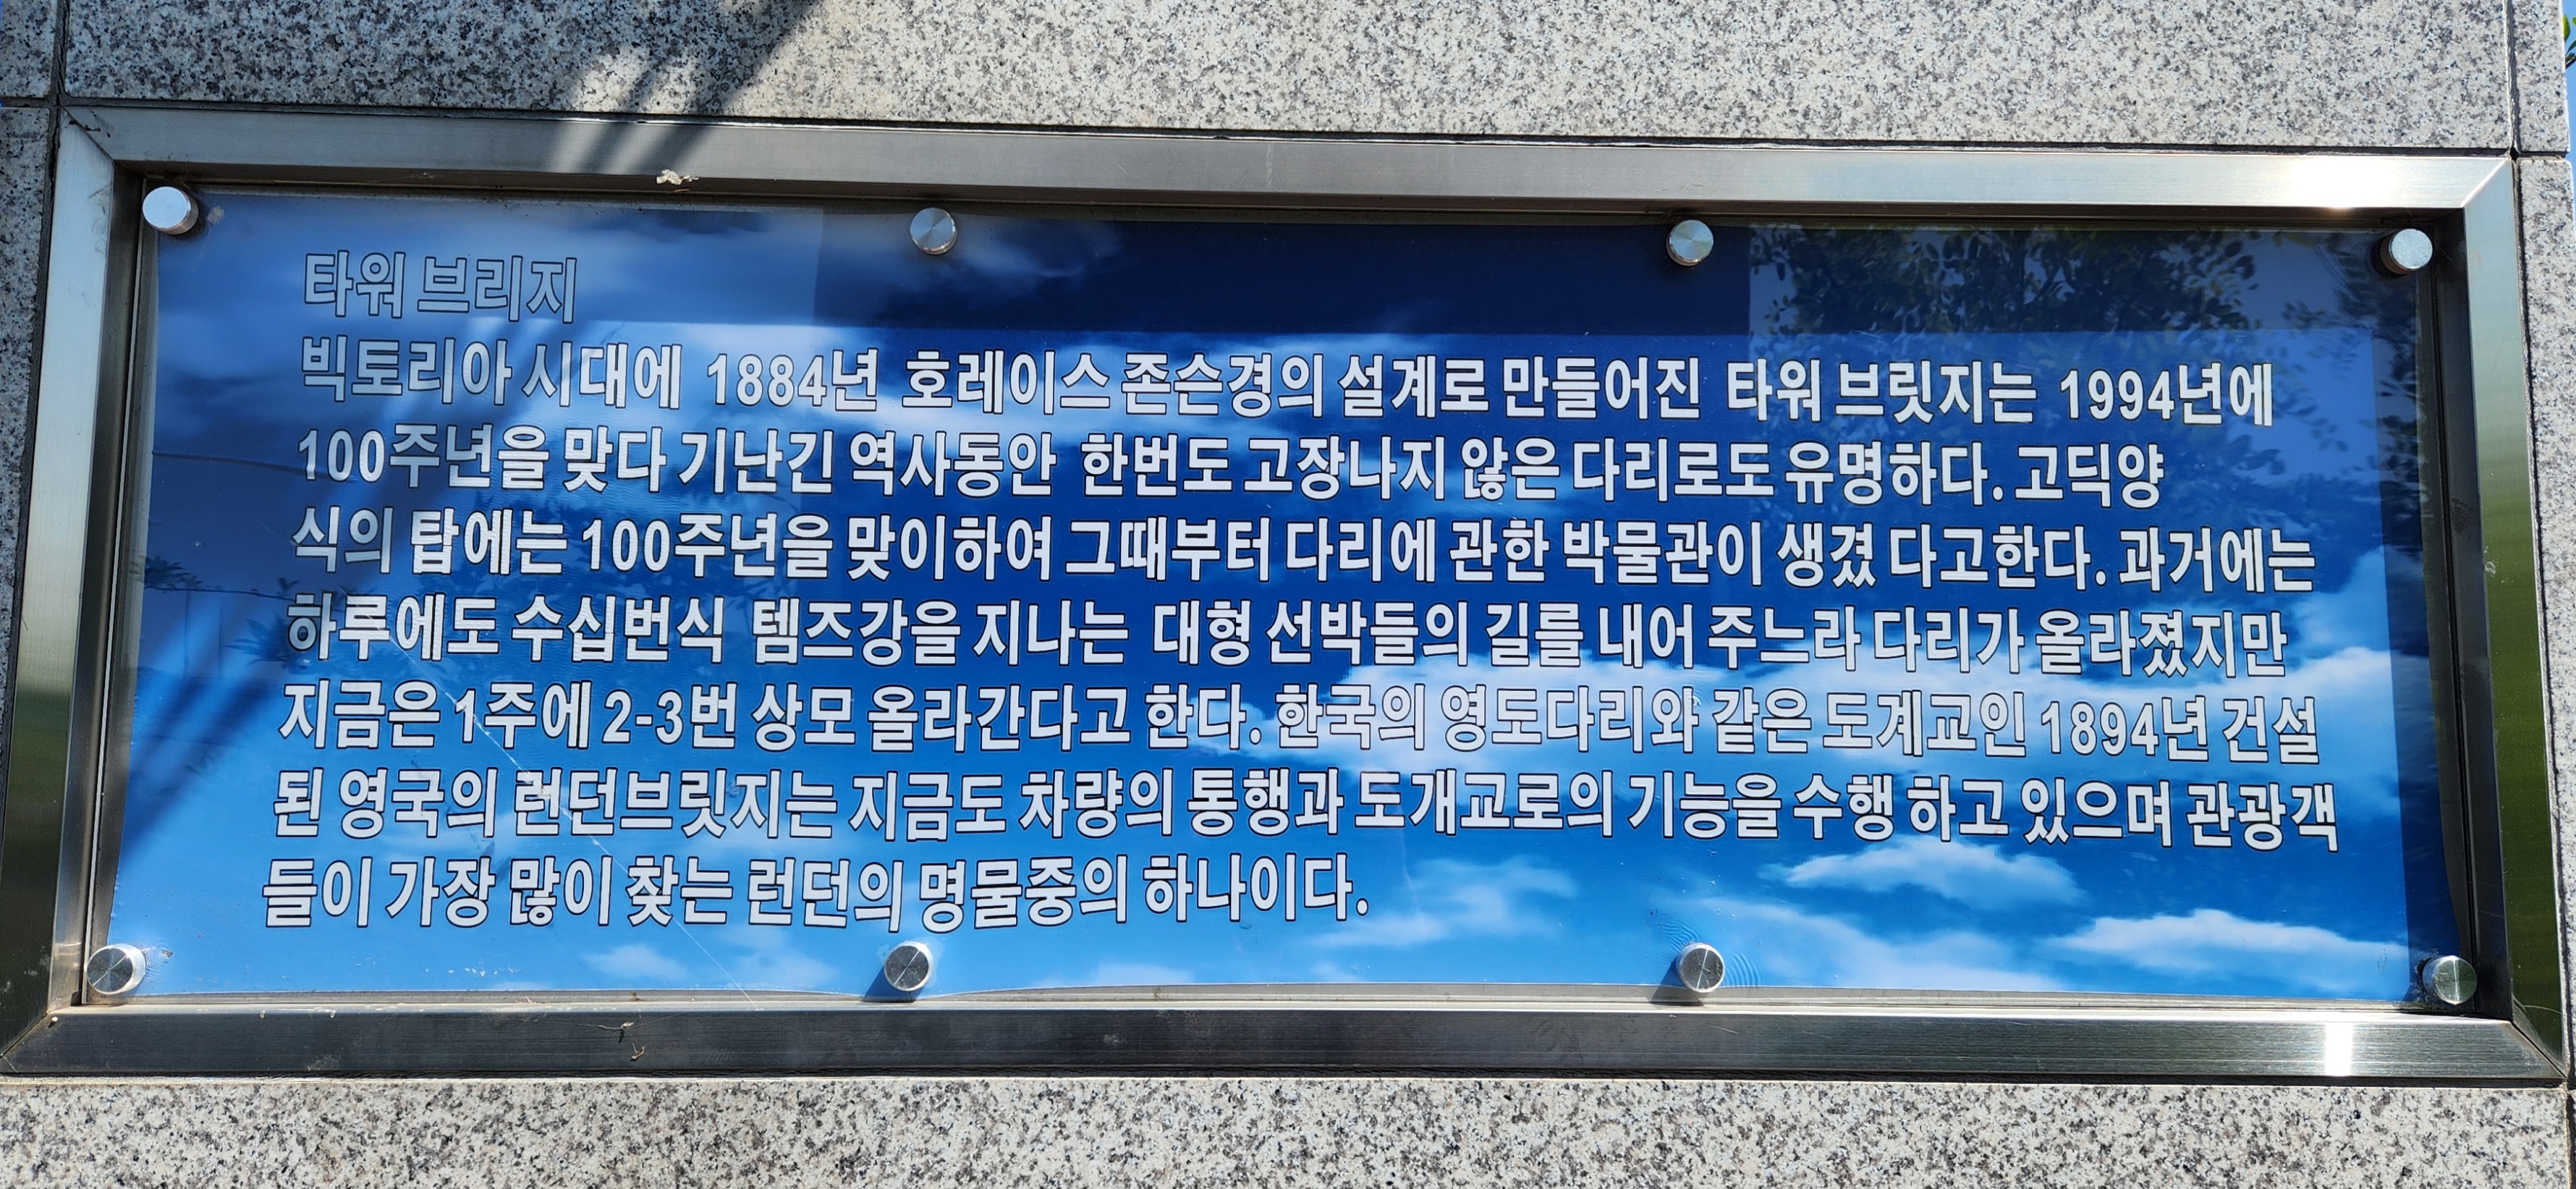 타워 브리지
빅토리아 시대에 1884년 호레이스 존슨경의 설계로 만들어진 타워 브릿지는 1994년에
100주년을 맞다 기난긴 역사동안 한번도 고장나지 않은 다리로도 유명하다. 고딕양
식의 탑에는 100주년을 맞이하여 그때부터 다리에 관한 박물관이 생겼 다고한다. 과거에는
하루에도 수십번식 템즈강을 지나는 대형 선박들의 길를 내어 주느라 다리가 올라졌지만
지금은 1주에 2-3번 상모 올라간다고 한다. 한국의 영도다리와 같은 도계교인 1894년 건설
된 영국의 런던브릿지는 지금도 차량의 통행과 도개교로의 기능을 수행 하고 있으며 관광객
들이 가장 많이 찾는 런던의 명물중의 하나이다.